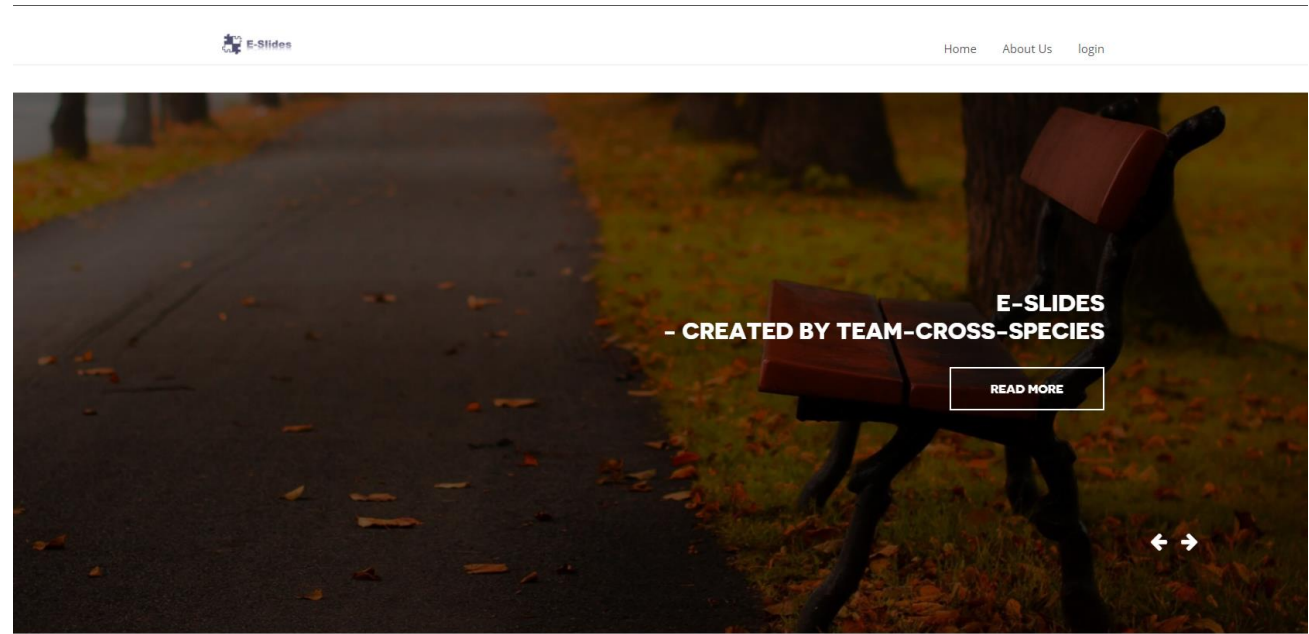 E-Slides
Home About Us login
E-SLIDES
- CREATED BY TEAM-CROSS-SPECIES
READ MORE